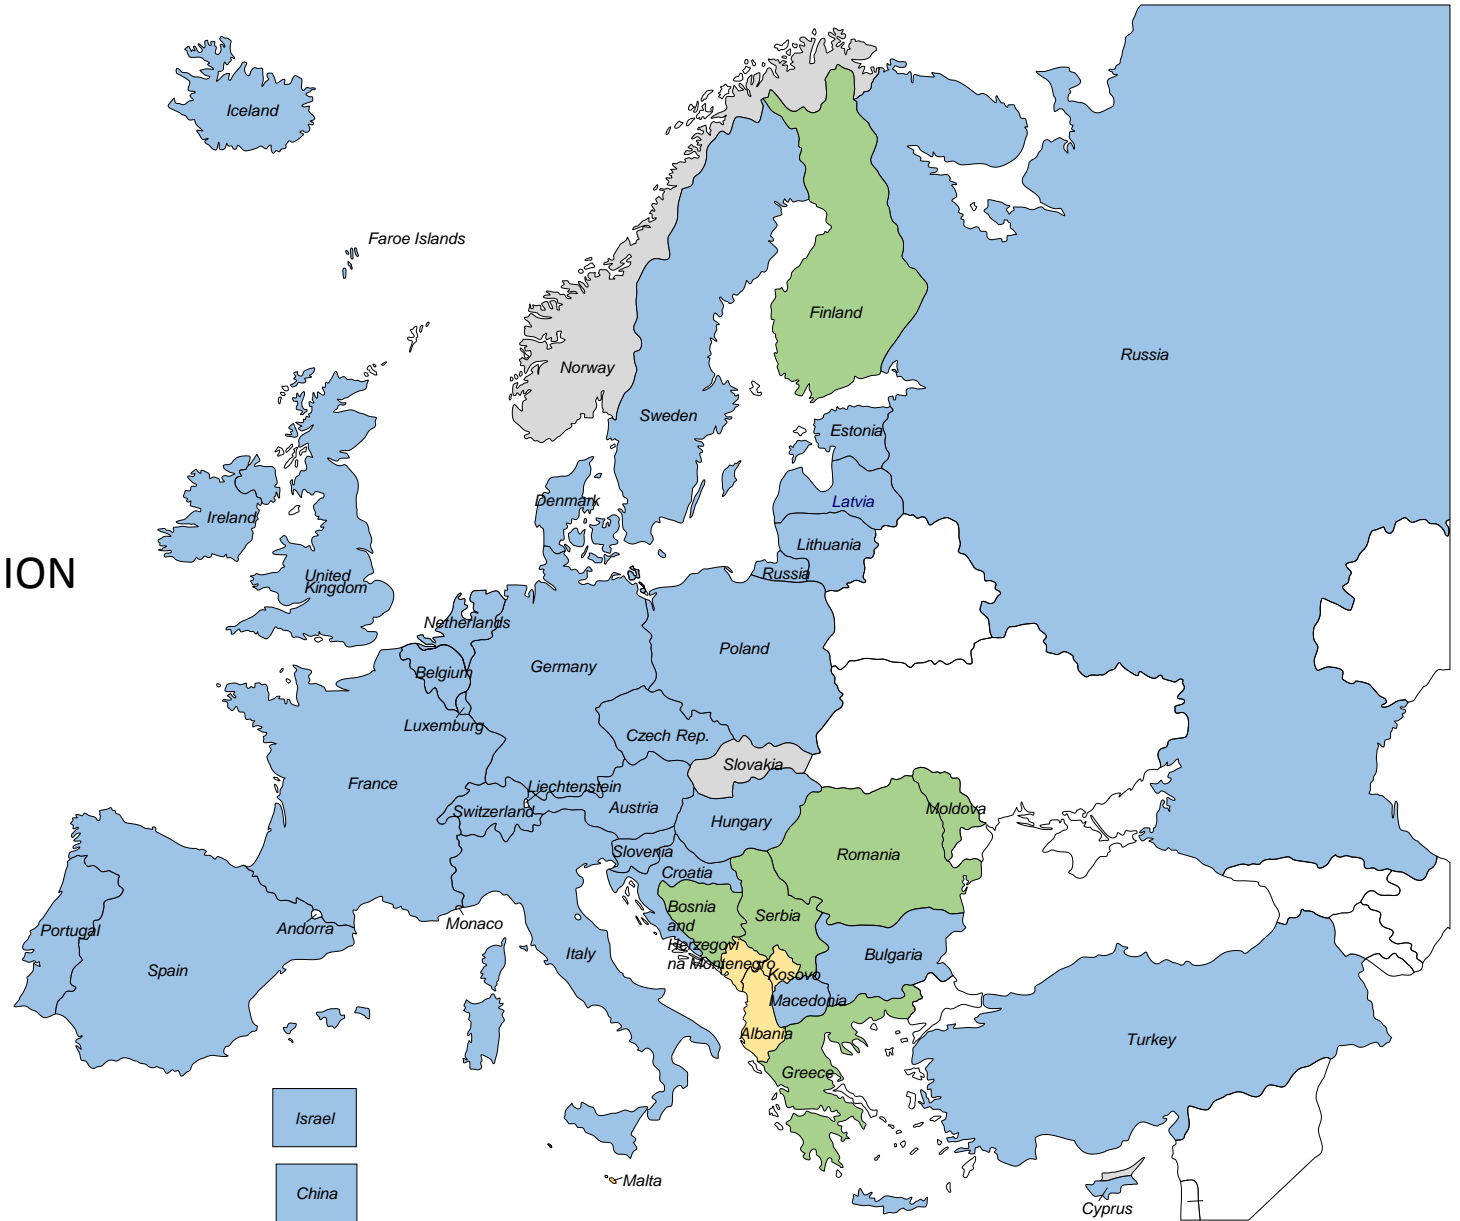 Iceland
Faroe Islands
Finland
Russia
Norway
Sweden
Estonia
Denmark
Latvia
Ireland
Lithuania
ION
United
Kingdom
Russia
Netherlands
Poland
Germany
Belgium
Luxemburg
Czech Rep.
Slovakia
France
Liechtenstein
Switzerland
Austria
Moldova
Hungary
Slovenia
Romania
Croatia
Bosnia
and
Herzegovi
na
Serbia
Portugal
Andorra
Monaco
Italy
Bulgaria
Montenegro
Spain
Kosovo
Macedonia
Albania
Turkey
Greece
Israel
Malta
China
Cyprus